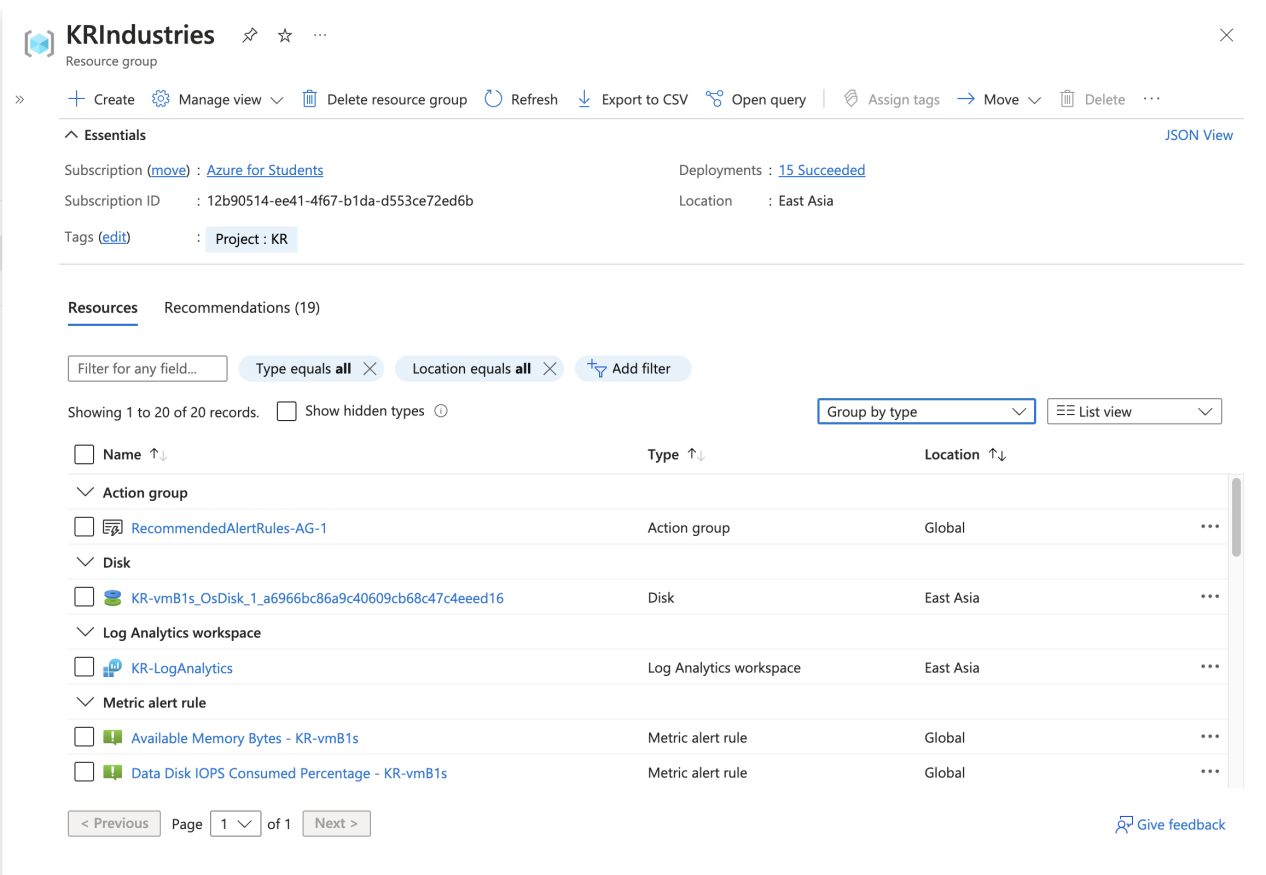 KRIndustries
Resource group
Create Manage view Delete resource group Refresh Export to CSV Open query Assign tags Move Delete
Essentials JSON View
Subscription (move) : Azure for Students Deployments : 15 Succeeded
Subscription ID : 12b90514-ee41-4f67-b1da-d553ce72ed6b Location : East Asia
Tags (edit) : Project : KR
Resources Recommendations (19)
Filter for any field... Type equals all Location equals all Add filter
Showing 1 to 20 of 20 records. Show hidden types Group by type List view
Name Type Location
Action group
RecommendedAlertRules-AG-1 Action group Global
Disk
KR-vmB1s_OsDisk_1_a6966bc86a9c40609cb68c47c4eeed16 Disk East Asia
Log Analytics workspace
KR-LogAnalytics Log Analytics workspace East Asia
Metric alert rule
Available Memory Bytes - KR-vmB1s Metric alert rule Global
Data Disk IOPS Consumed Percentage - KR-vmB1s Metric alert rule Global
< Previous Page 1 of 1 Next > Give feedback